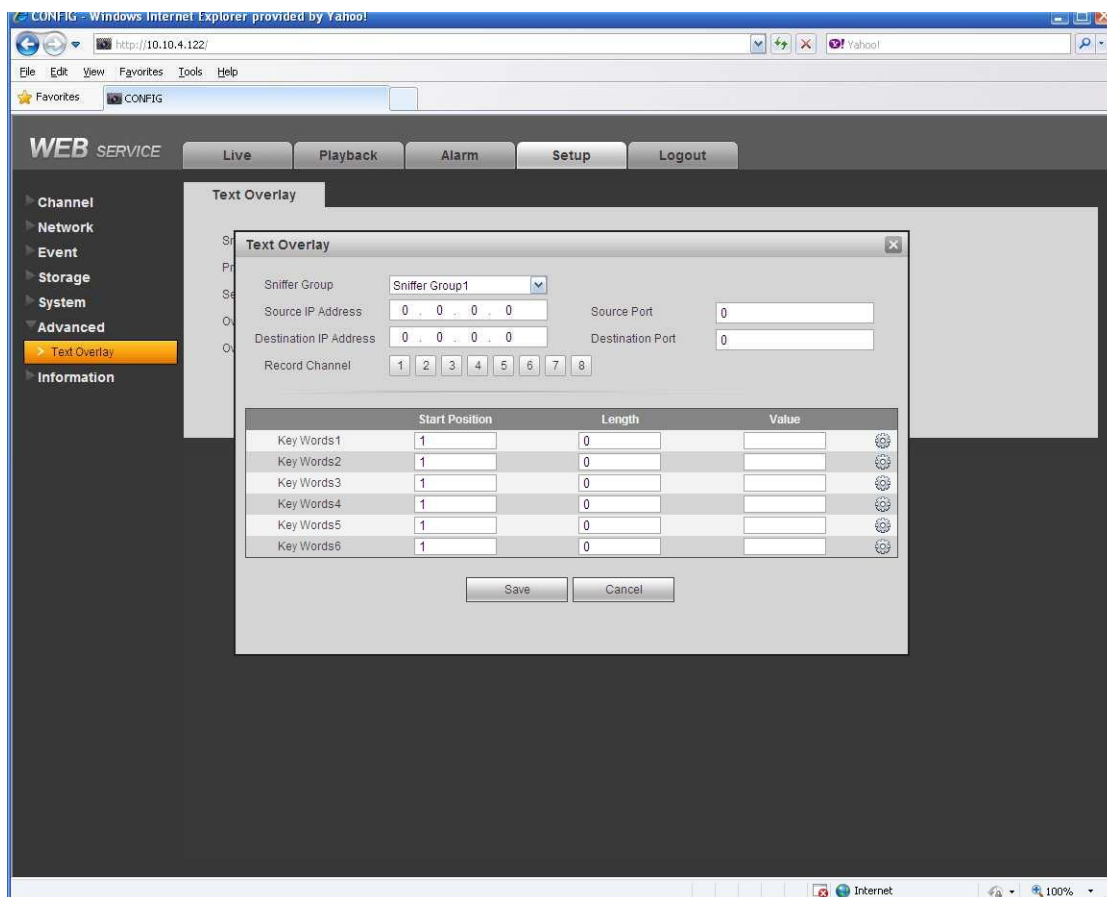 CONFIG - Windows Internet Explorer provided by Yahoo!
http://10.10.4.122/
Yahoo!
File Edit View Favorites Tools Help
Favorites CONFIG
WEB SERVICE
Live Playback Alarm Setup Logout
Channel
Network
Event
Storage
System
Advanced
> Text Overlay
Information
Text Overlay
Sn
Pr
Se
Ov
Ov
Text Overlay
Sniffer Group Sniffer Group1
Source IP Address 0 . 0 . 0 . 0 Source Port 0
Destination IP Address 0 . 0 . 0 . 0 Destination Port 0
Record Channel 1 2 3 4 5 6 7 8
Start Position Length Value
Key Words1 1 0
Key Words2 1 0
Key Words3 1 0
Key Words4 1 0
Key Words5 1 0
Key Words6 1 0
Save Cancel
Internet 100%